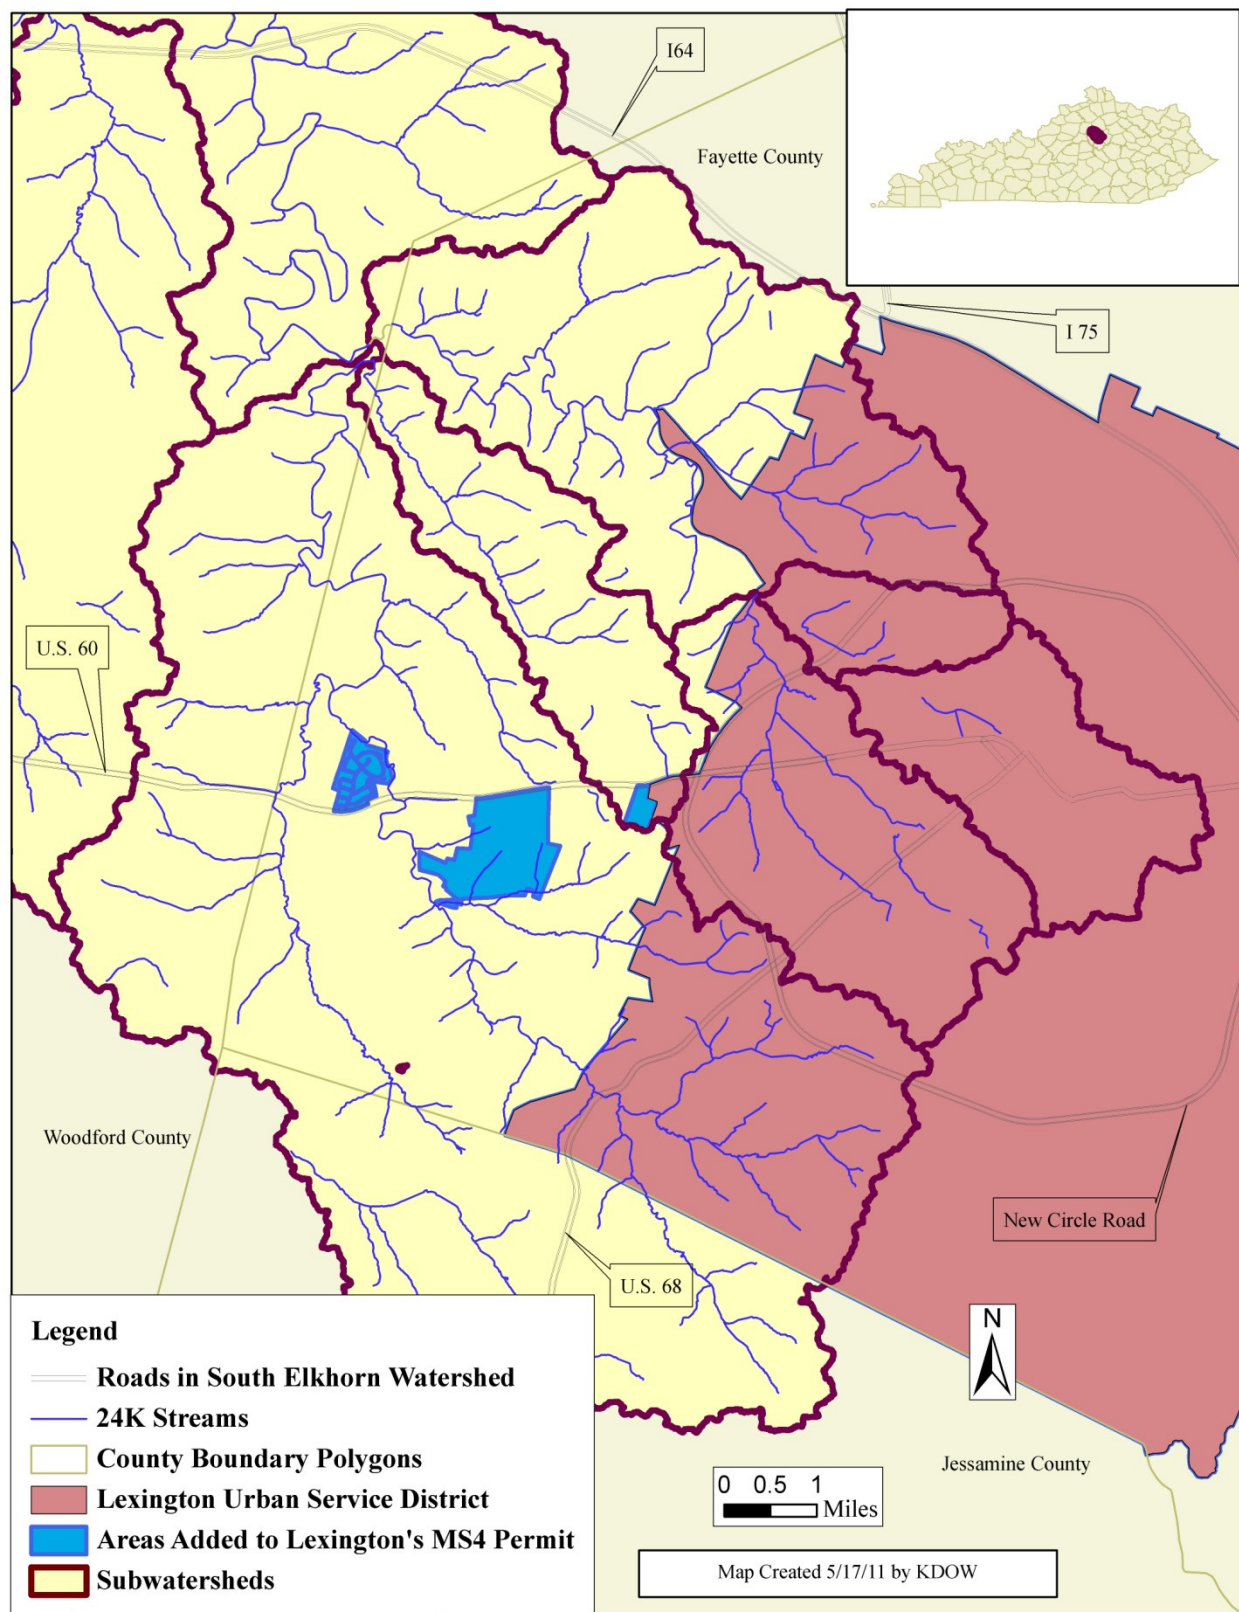 I64
Fayette County
I 75
U.S. 60
Woodford County
New Circle Road
U.S. 68
N
Legend
Roads in South Elkhorn Watershed
24K Streams
County Boundary Polygons
Lexington Urban Service District
Areas Added to Lexington's MS4 Permit
Subwatersheds
Jessamine County
0 0.5 1
Miles
Map Created 5/17/11 by KDOW